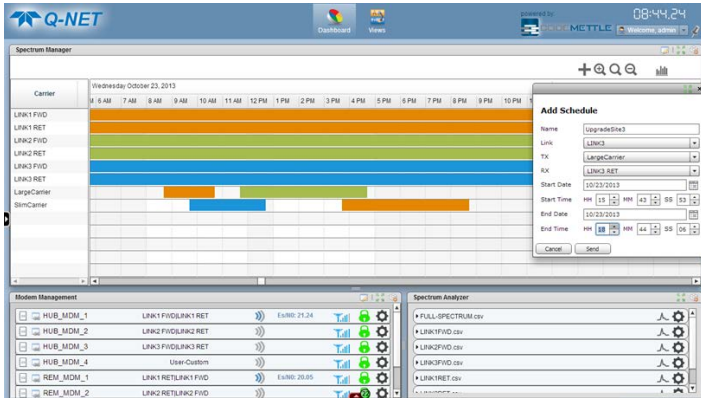 Q-NET
Dashboard
Views
powered by
METTLE
08:44.24
Welcome, admin
Spectrum Manager
Carrier
Wednesday October 23, 2013
M 6 AM 7 AM 8 AM 9 AM 10 AM 11 AM 12 PM 1 PM 2 PM 3 PM 4 PM 5 PM 6 PM 7 PM 8 PM 9 PM 10 PM
LINK1 FWD
LINK1 RET
LINK2 FWD
LINK2 RET
LINK3 FWD
LINK3 RET
LargeCarrier
SlimCarrier
Add Schedule
Name UpgradeSite3
Link LINK3
TX LargeCarrier
RX LINK3 RET
Start Date 10/23/2013
Start Time HH 15 MM 43 SS 53
End Date 10/23/2013
End Time HH 18 MM 44 SS 06
Cancel Send
Modem Management
HUB_MDM_1 LINK1 FWD|LINK1 RET Es/N0: 21.24
HUB_MDM_2 LINK2 FWD|LINK2 RET
HUB_MDM_3 LINK3 FWD|LINK3 RET
HUB_MDM_4 User-Custom
REM_MDM_1 LINK1 RET|LINK1 FWD Es/N0: 20.05
REM_MDM_2 LINK2 RET|LINK2 FWD
Spectrum Analyzer
FULL-SPECTRUM.csv
LINK1FWD.csv
LINK2FWD.csv
LINK3FWD.csv
LINK1RET.csv